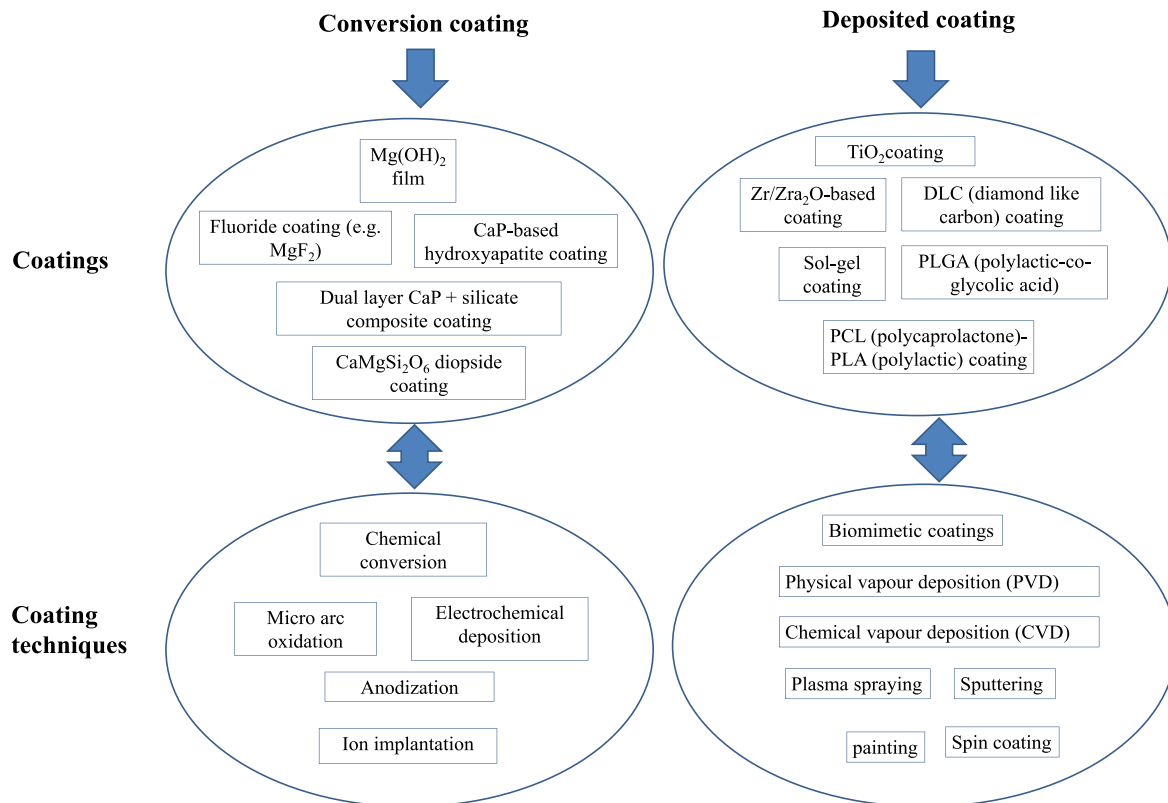 Conversion coating
Deposited coating
Coatings
Mg(OH)₂
film
Fluoride coating (e.g.
MgF₂)
CaP-based
hydroxyapatite coating
Dual layer CaP + silicate
composite coating
CaMgSi₂O₆ diopside
coating
TiO₂coating
Zr/Zra₂O-based
coating
DLC (diamond like
carbon) coating
Sol-gel
coating
PLGA (polylactic-co-
glycolic acid)
PCL (polycaprolactone)-
PLA (polylactic) coating
Coating
techniques
Chemical
conversion
Micro arc
oxidation
Electrochemical
deposition
Anodization
Ion implantation
Biomimetic coatings
Physical vapour deposition (PVD)
Chemical vapour deposition (CVD)
Plasma spraying
Sputtering
painting
Spin coating